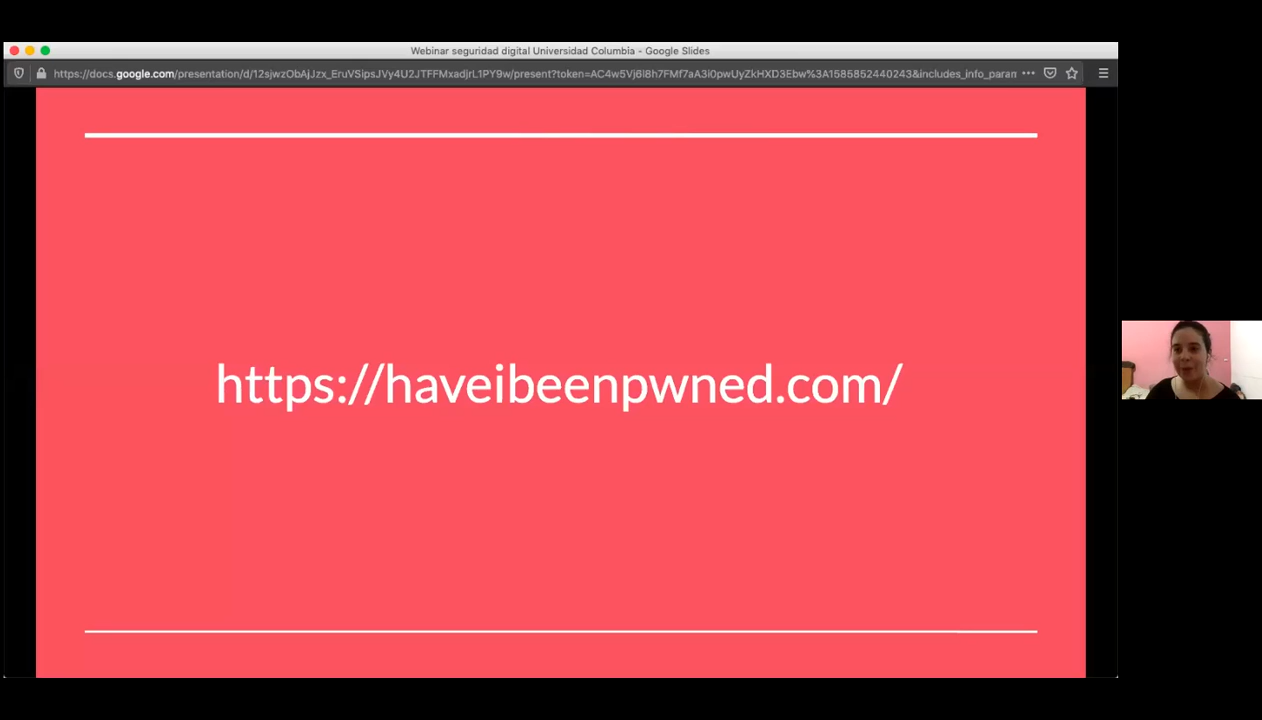 Webinar seguridad digital Universidad Columbia - Google Slides
https://docs.google.com/presentation/d/12sjwzObAjJzx_EruVSipsJVy4U2JTFFMxadjrL1PY9w/present?token=AC4w5Vj6l8h7FMf7aA3i0pwUyZkHXD3Ebw%3A1585852440243&includes_info_param
https://haveibeenpwned.com/